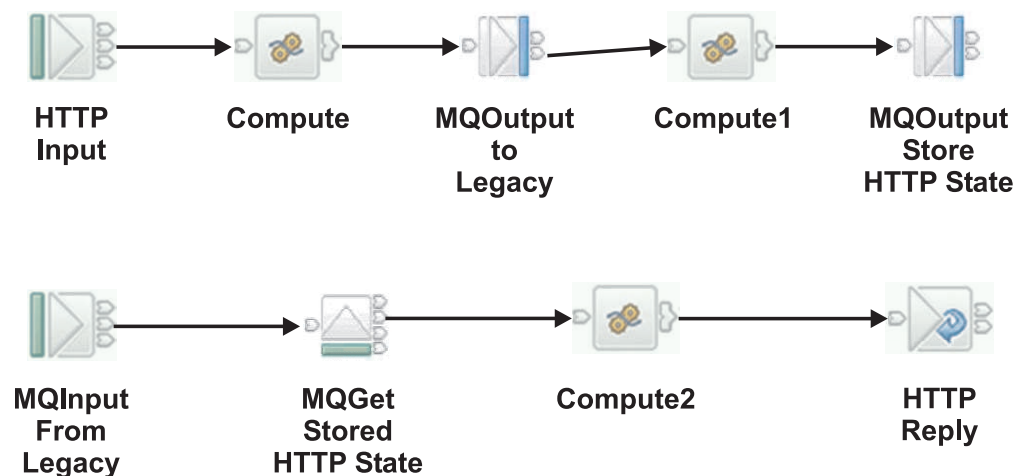 HTTP
Input
Compute
MQOutput
to
Legacy
Compute1
MQOutput
Store
HTTP State
MQInput
From
Legacy
MQGet
Stored
HTTP State
Compute2
HTTP
Reply